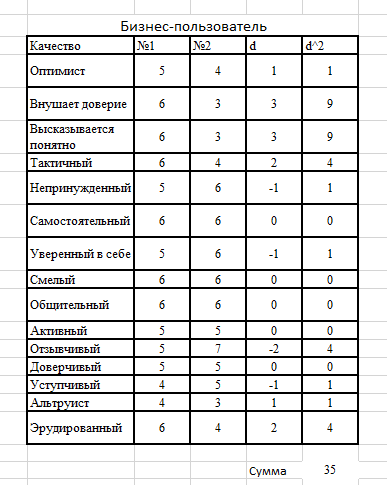 Бизнес-пользователь
Качество №1 №2 d d^2
Оптимист 5 4 1 1
Внушает доверие 6 3 3 9
Высказывается
понятно 6 3 3 9
Тактичный 6 4 2 4
Непринужденный 5 6 -1 1
Самостоятельный 6 6 0 0
Уверенный в себе 5 6 -1 1
Смелый 6 6 0 0
Общительный 6 6 0 0
Активный 5 5 0 0
Отзывчивый 5 7 -2 4
Доверчивый 5 5 0 0
Уступчивый 4 5 -1 1
Альтруист 4 3 1 1
Эрудированный 6 4 2 4
Сумма 35